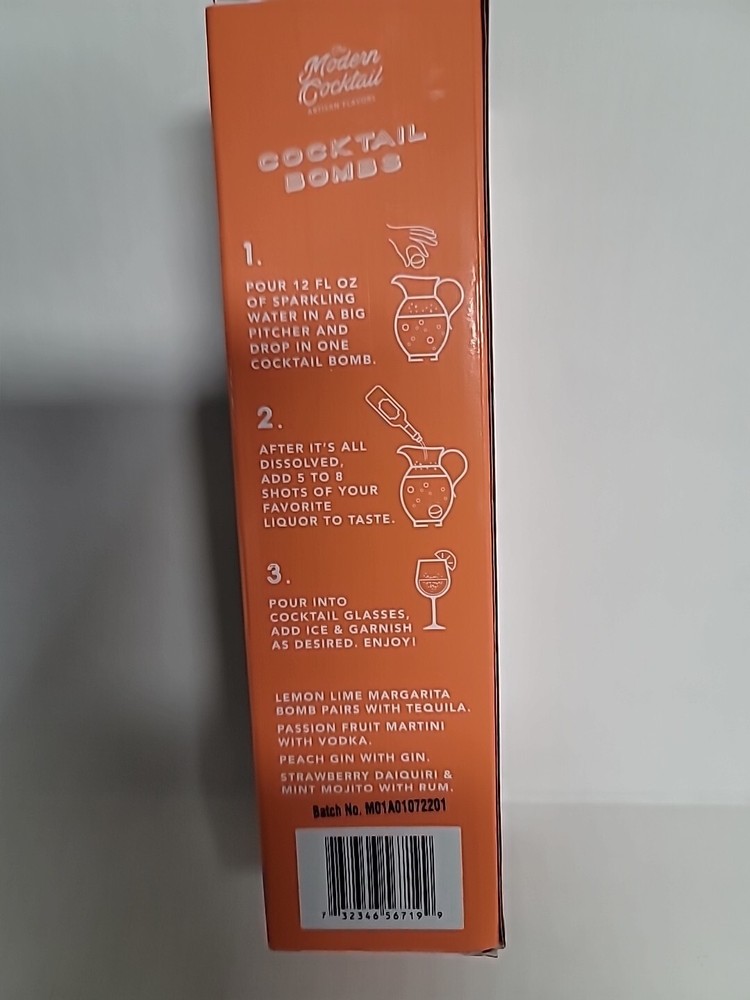 The
Modern
Cocktail
ARTISAN FLAVORS
COCKTAIL
BOMBS
1.
POUR 12 FL OZ
OF SPARKLING
WATER IN A BIG
PITCHER AND
DROP IN ONE
COCKTAIL BOMB.
2.
AFTER IT'S ALL
DISSOLVED,
ADD 5 TO 8
SHOTS OF YOUR
FAVORITE
LIQUOR TO TASTE.
3.
POUR INTO
COCKTAIL GLASSES,
ADD ICE & GARNISH
AS DESIRED. ENJOY!
LEMON LIME MARGARITA
BOMB PAIRS WITH TEQUILA.
PASSION FRUIT MARTINI
WITH VODKA.
PEACH GIN WITH GIN.
STRAWBERRY DAIQUIRI &
MINT MOJITO WITH RUM.
Batch No. M01A01072201
7 32346 56719 9